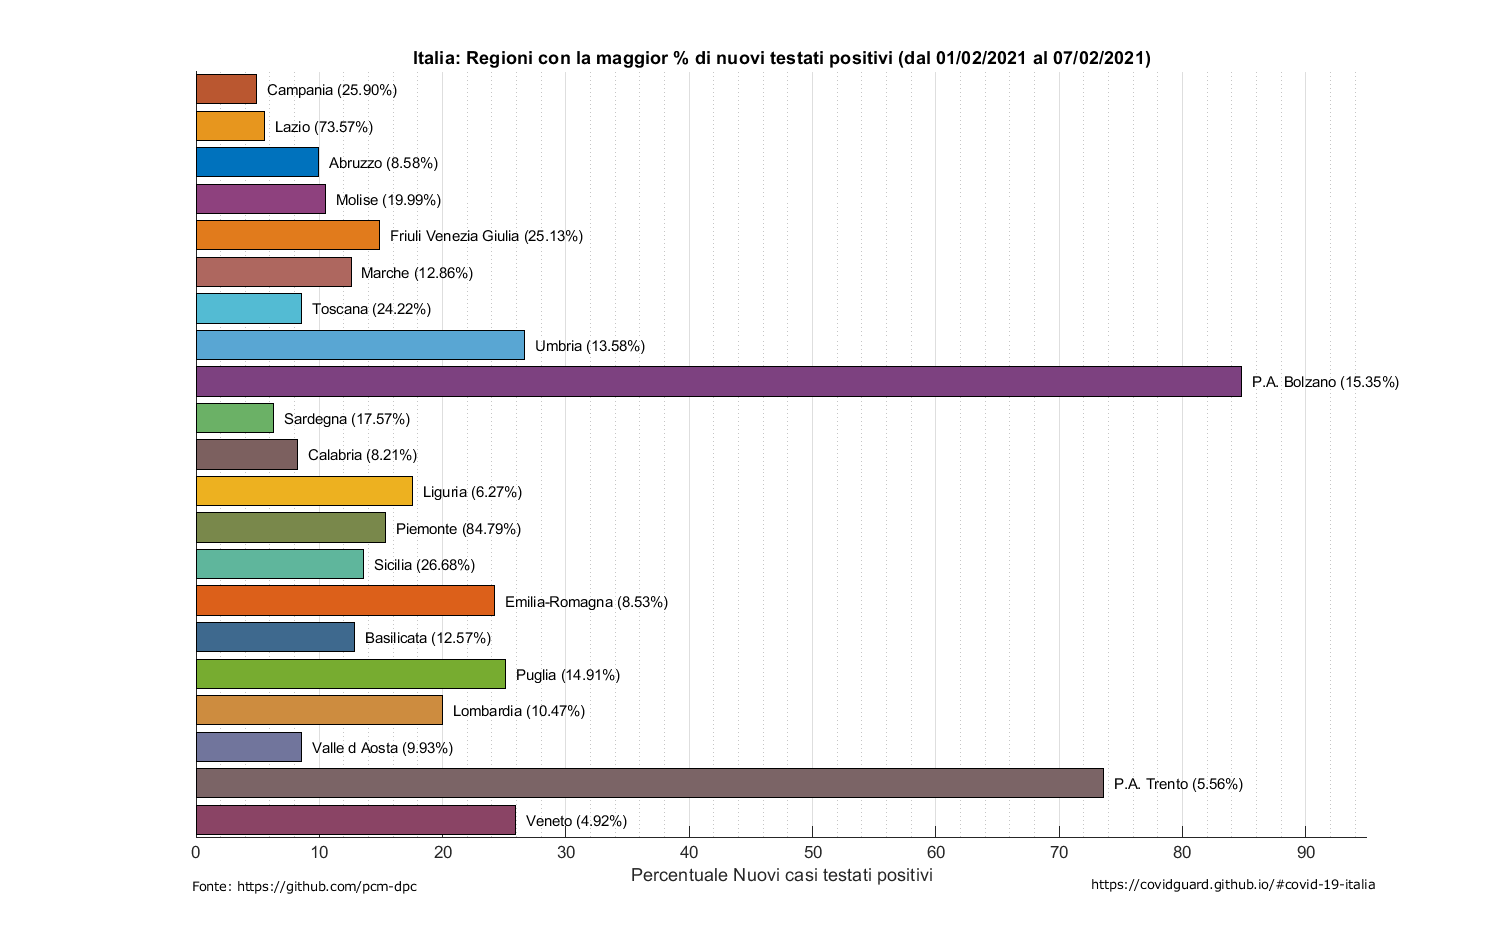 Italia: Regioni con la maggior % di nuovi testati positivi (dal 01/02/2021 al 07/02/2021)
Campania (25.90%)
Lazio (73.57%)
Abruzzo (8.58%)
Molise (19.99%)
Friuli Venezia Giulia (25.13%)
Marche (12.86%)
Toscana (24.22%)
Umbria (13.58%)
P.A. Bolzano (15.35%)
Sardegna (17.57%)
Calabria (8.21%)
Liguria (6.27%)
Piemonte (84.79%)
Sicilia (26.68%)
Emilia-Romagna (8.53%)
Basilicata (12.57%)
Puglia (14.91%)
Lombardia (10.47%)
Valle d Aosta (9.93%)
P.A. Trento (5.56%)
Veneto (4.92%)
0 10 20 30 40 50 60 70 80 90
Percentuale Nuovi casi testati positivi
Fonte: https://github.com/pcm-dpc
https://covidguard.github.io/#covid-19-italia